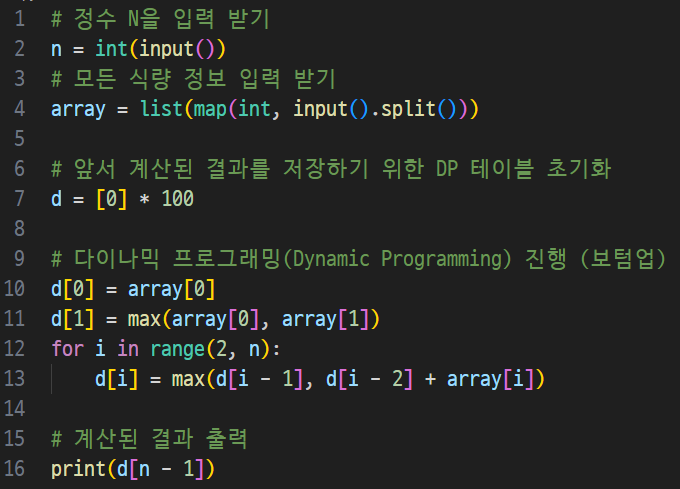 1 # 정수 N을 입력 받기
2 n = int(input())
3 # 모든 식량 정보 입력 받기
4 array = list(map(int, input().split()))
5
6 # 앞서 계산된 결과를 저장하기 위한 DP 테이블 초기화
7 d = [0] * 100
8
9 # 다이나믹 프로그래밍(Dynamic Programming) 진행 (보텀업)
10 d[0] = array[0]
11 d[1] = max(array[0], array[1])
12 for i in range(2, n):
13     d[i] = max(d[i - 1], d[i - 2] + array[i])
14
15 # 계산된 결과 출력
16 print(d[n - 1])